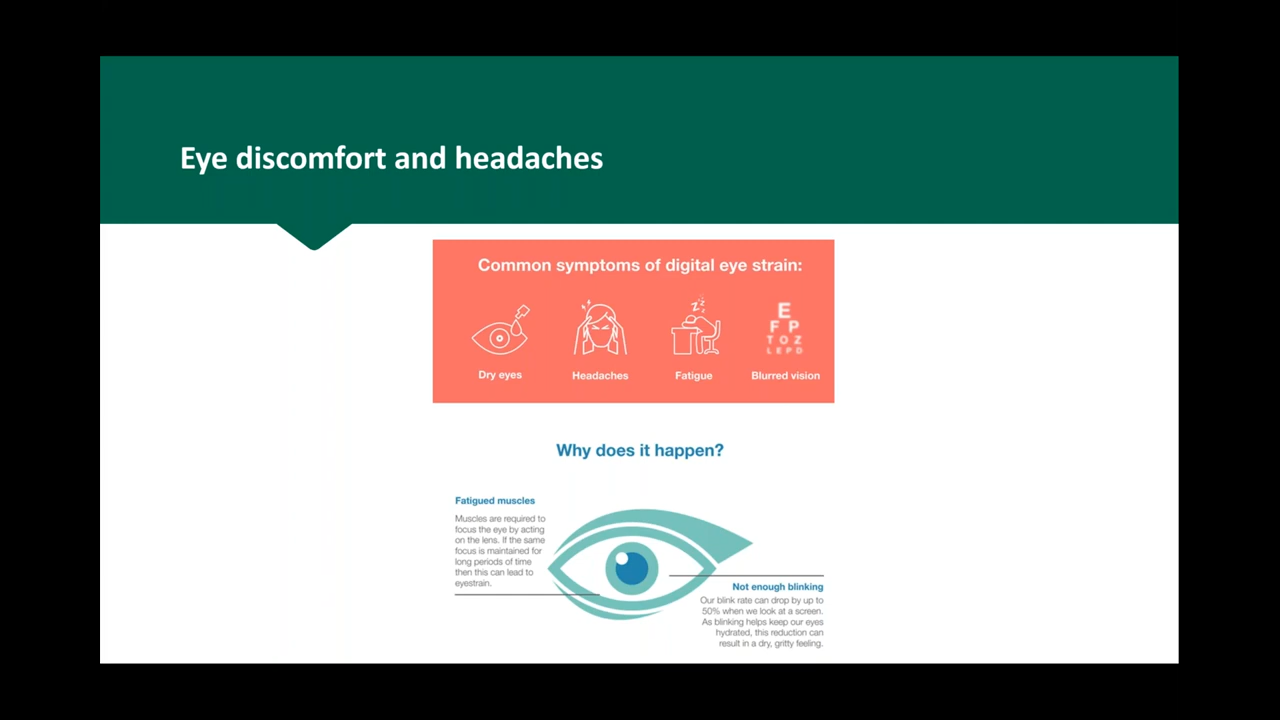 Eye discomfort and headaches
Common symptoms of digital eye strain:
Z Z Z
E
F P
T O Z
L E P D
Dry eyes
Headaches
Fatigue
Blurred vision
Why does it happen?
Fatigued muscles
Muscles are required to
focus the eye by acting
on the lens. If the same
focus is maintained for
long periods of time
then this can lead to
eyestrain.
Not enough blinking
Our blink rate can drop by up to
50% when we look at a screen.
As blinking helps keep our eyes
hydrated, this reduction can
result in a dry, gritty feeling.